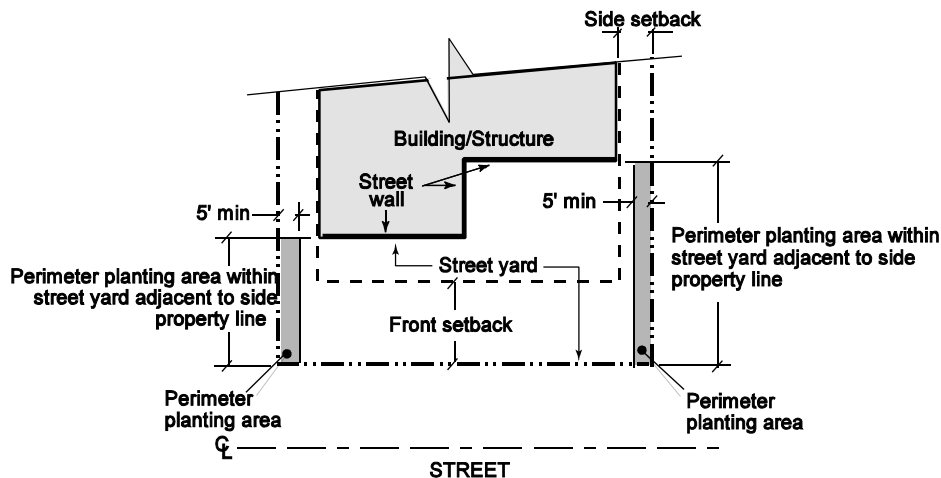 Side setback
Building/Structure
Street
wall
5' min
5' min
Perimeter planting area within
street yard adjacent to side
property line
Perimeter planting area within
street yard adjacent to side
property line
Street yard
Front setback
Perimeter
planting area
Perimeter
planting area
℄
STREET